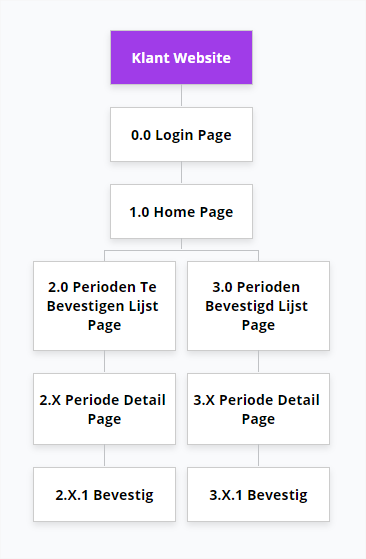 Klant Website
0.0 Login Page
1.0 Home Page
2.0 Perioden Te
Bevestigen Lijst
Page
3.0 Perioden
Bevestigd Lijst
Page
2.X Periode Detail
Page
3.X Periode Detail
Page
2.X.1 Bevestig
3.X.1 Bevestig